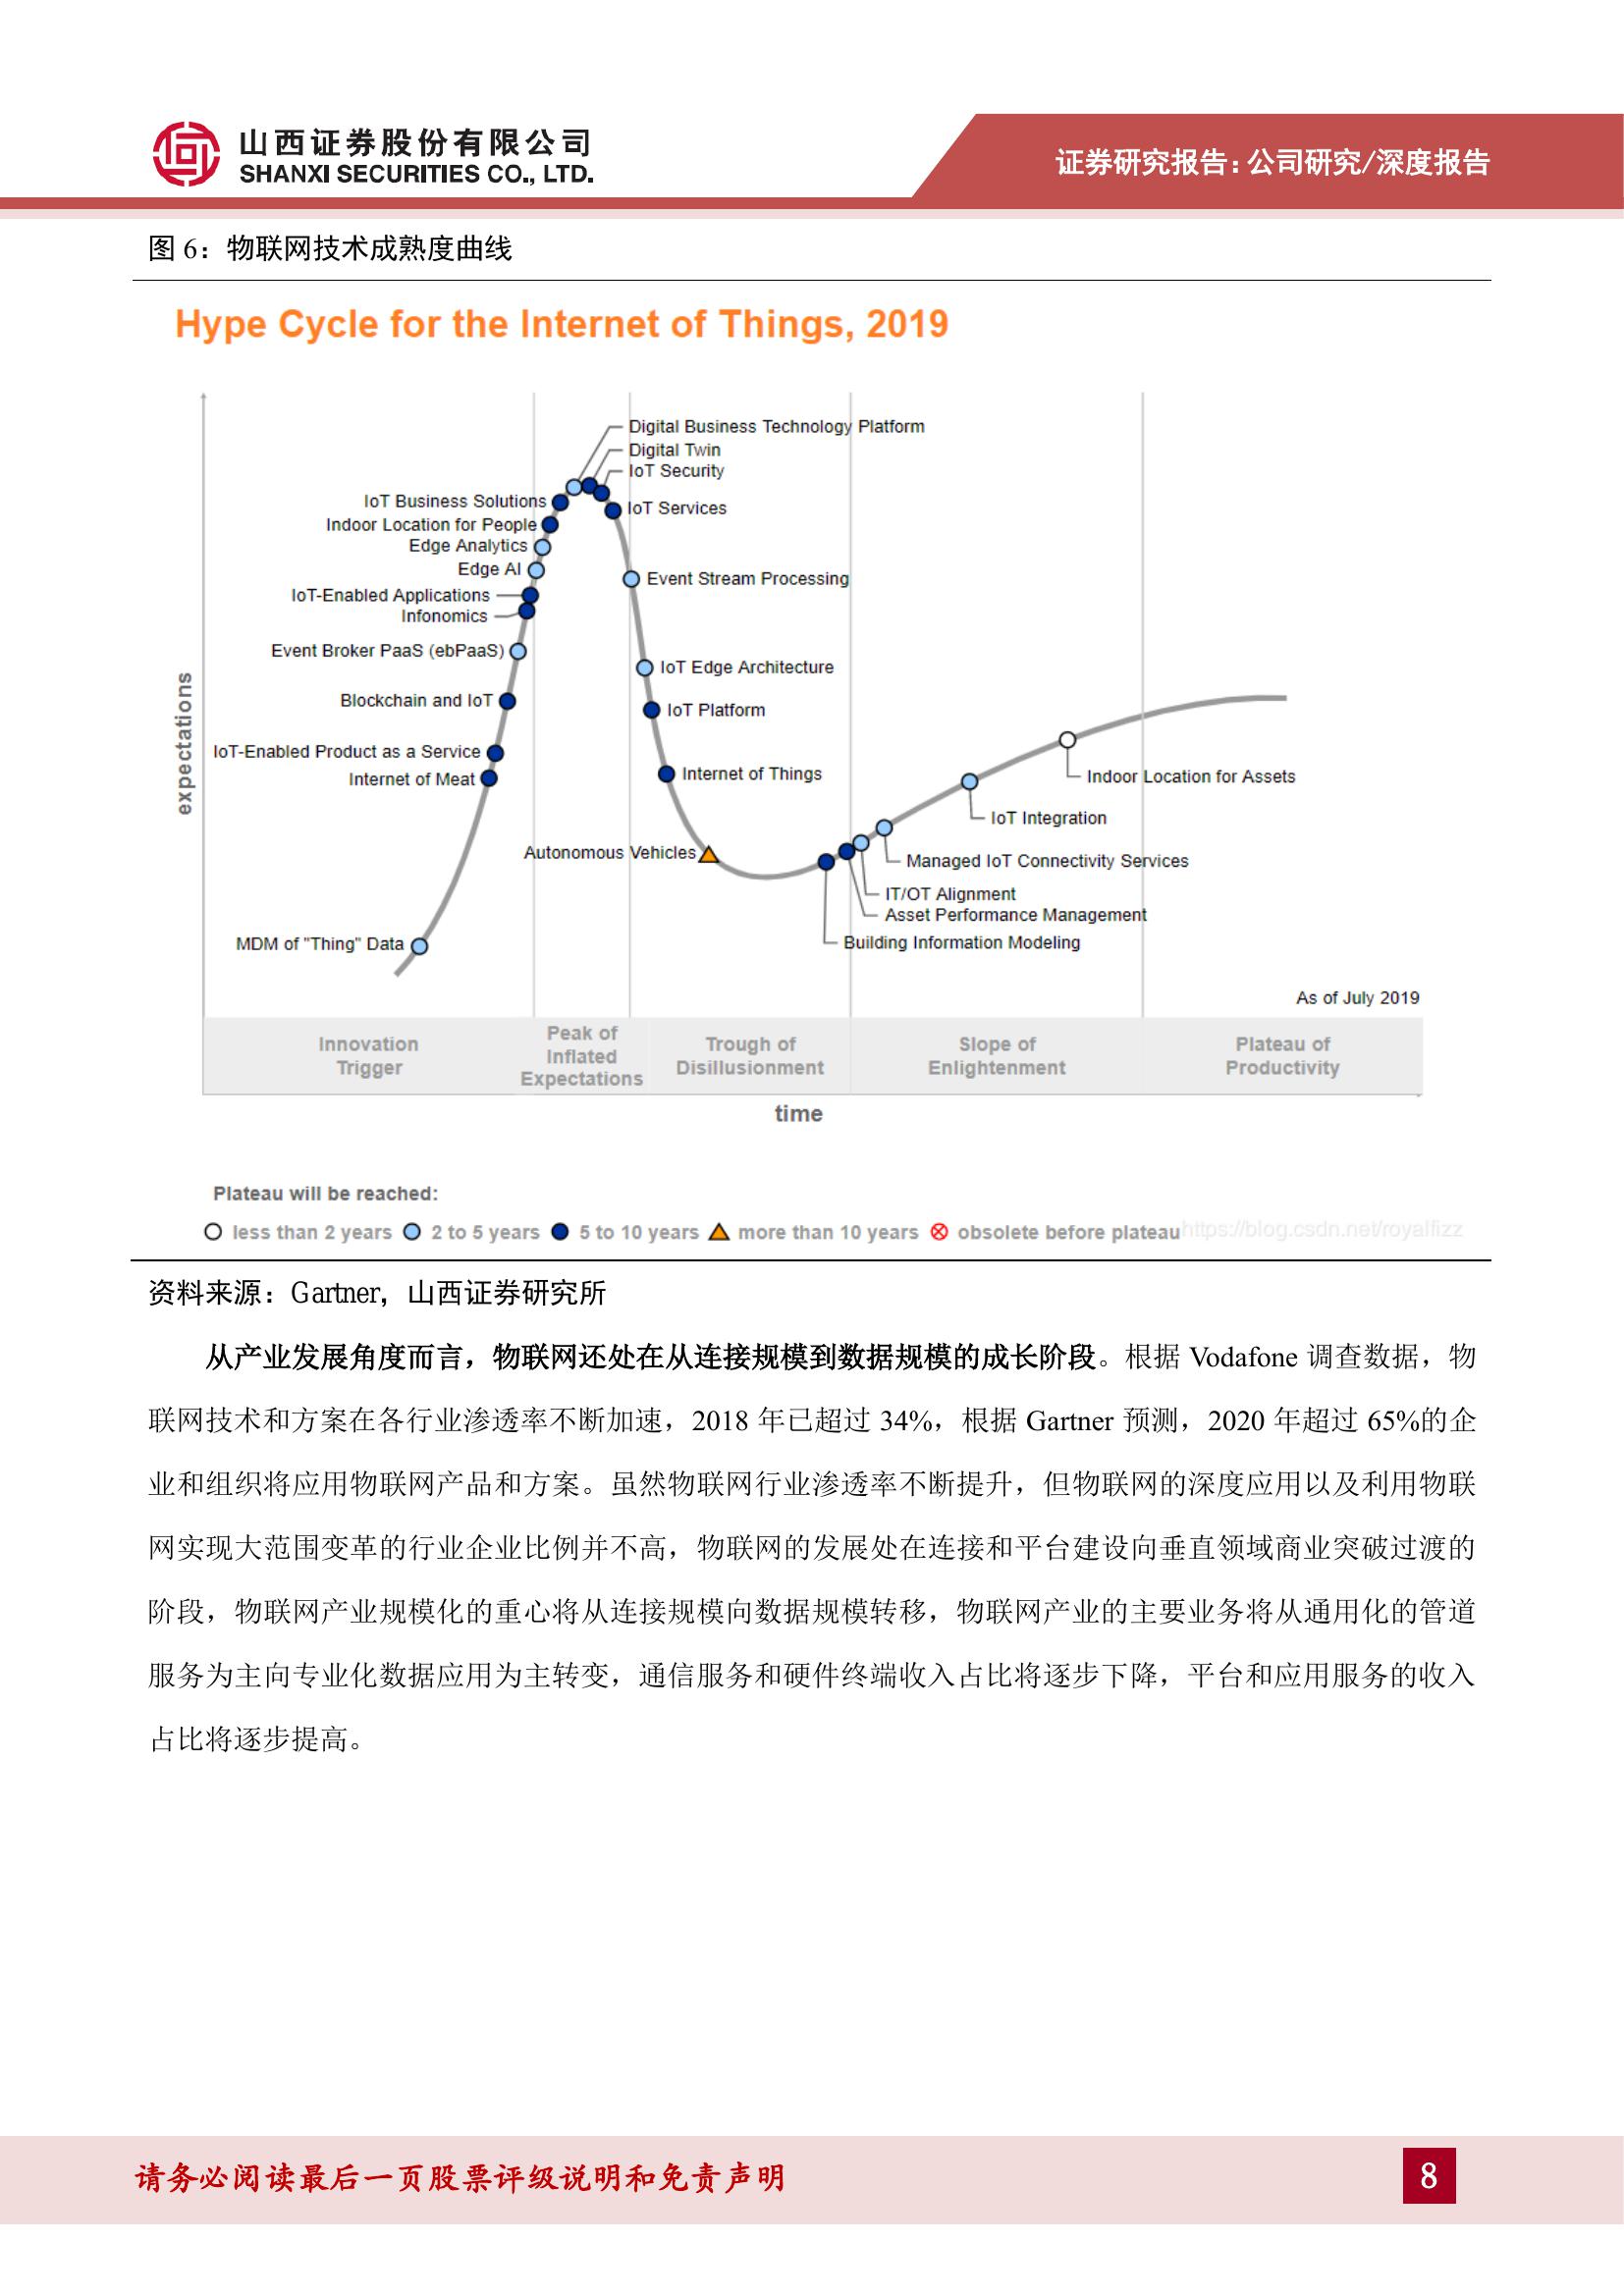 山西证券股份有限公司
SHANXI SECURITIES CO., LTD.
证券研究报告：公司研究/深度报告
图 6：物联网技术成熟度曲线
Hype Cycle for the Internet of Things, 2019
expectations
Digital Business Technology Platform
Digital Twin
IoT Security
IoT Business Solutions
IoT Services
Indoor Location for People
Edge Analytics
Edge AI
Event Stream Processing
IoT-Enabled Applications
Infonomics
Event Broker PaaS (ebPaaS)
IoT Edge Architecture
Blockchain and IoT
IoT Platform
IoT-Enabled Product as a Service
Internet of Meat
Internet of Things
Indoor Location for Assets
IoT Integration
Autonomous Vehicles
Managed IoT Connectivity Services
IT/OT Alignment
Asset Performance Management
Building Information Modeling
MDM of "Thing" Data
As of July 2019
Innovation
Trigger
Peak of
Inflated
Expectations
Trough of
Disillusionment
Slope of
Enlightenment
Plateau of
Productivity
time
Plateau will be reached:
less than 2 years 2 to 5 years 5 to 10 years more than 10 years obsolete before plateau
https://blog.csdn.net/royalfizz
资料来源：Gartner，山西证券研究所
从产业发展角度而言，物联网还处在从连接规模到数据规模的成长阶段。根据 Vodafone 调查数据，物
联网技术和方案在各行业渗透率不断加速，2018 年已超过 34%，根据 Gartner 预测，2020 年超过 65%的企
业和组织将应用物联网产品和方案。虽然物联网行业渗透率不断提升，但物联网的深度应用以及利用物联
网实现大范围变革的行业企业比例并不高，物联网的发展处在连接和平台建设向垂直领域商业突破过渡的
阶段，物联网产业规模化的重心将从连接规模向数据规模转移，物联网产业的主要业务将从通用化的管道
服务为主向专业化数据应用为主转变，通信服务和硬件终端收入占比将逐步下降，平台和应用服务的收入
占比将逐步提高。
请务必阅读最后一页股票评级说明和免责声明
8